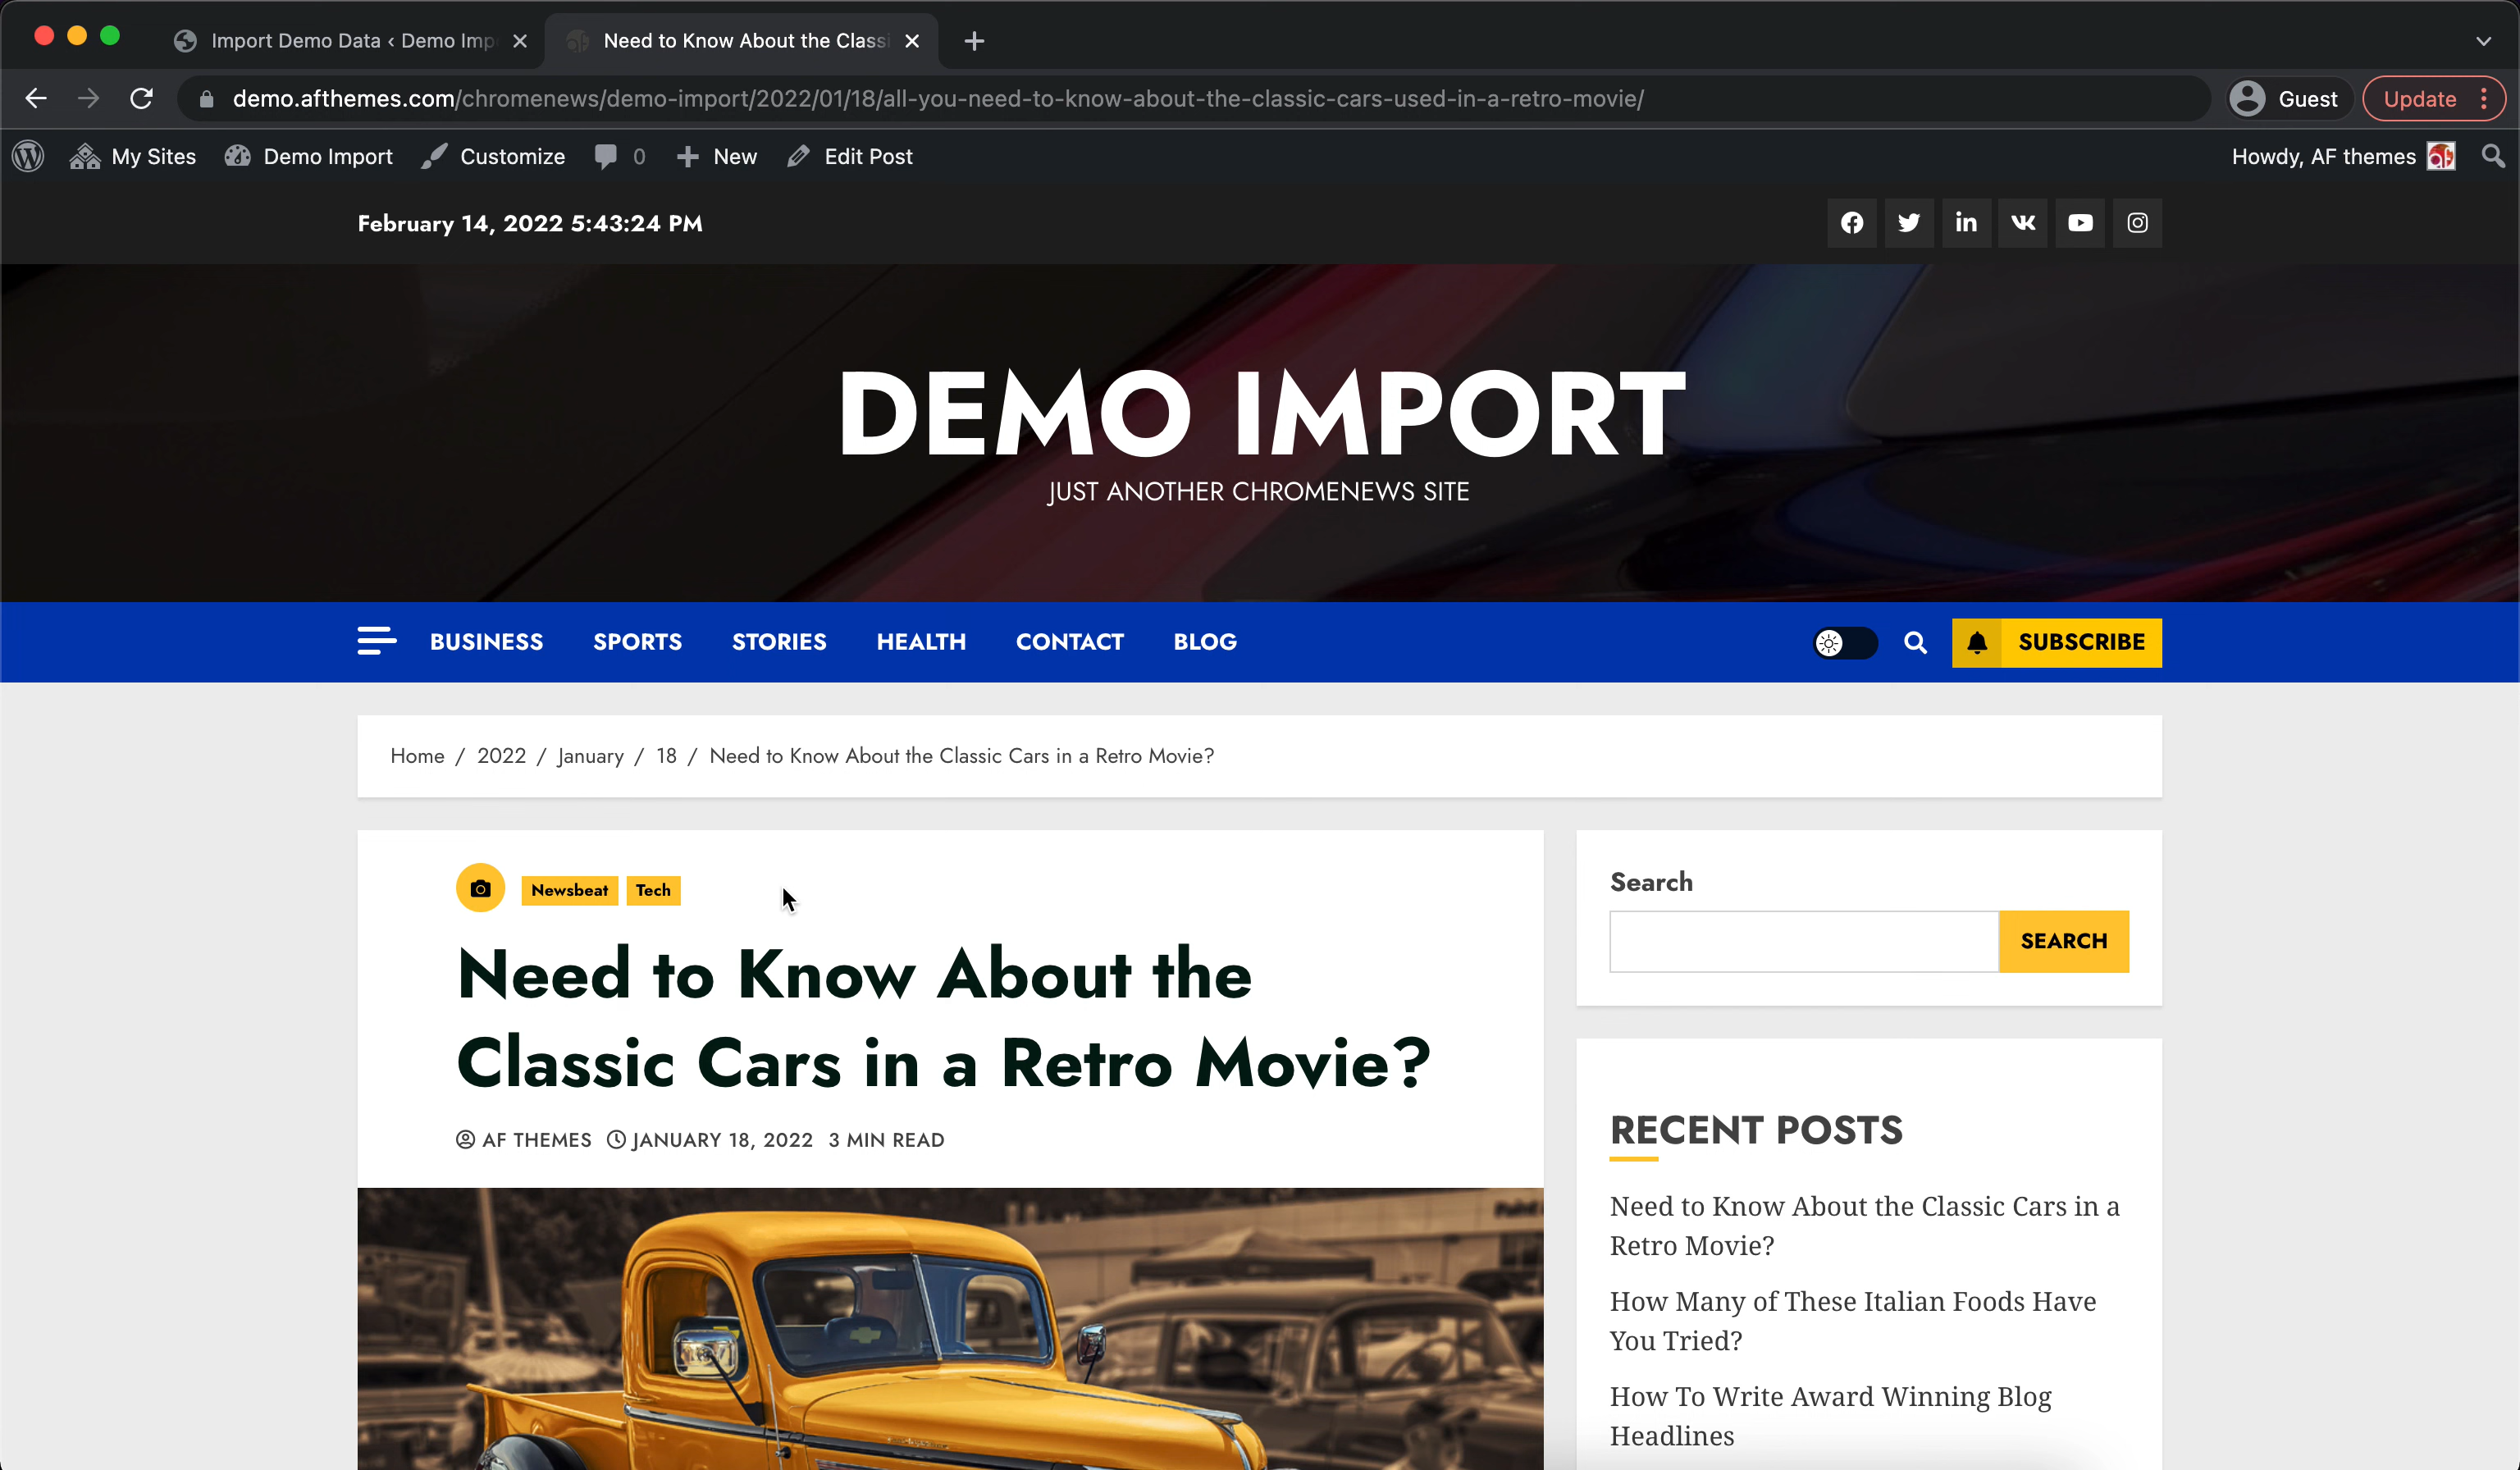 Import Demo Data ‹ Demo Imp
Need to Know About the Classi
demo.afthemes.com/chromenews/demo-import/2022/01/18/all-you-need-to-know-about-the-classic-cars-used-in-a-retro-movie/
Guest
Update
My Sites
Demo Import
Customize
0
New
Edit Post
Howdy, AF themes
February 14, 2022 5:43:24 PM
DEMO IMPORT
JUST ANOTHER CHROMENEWS SITE
BUSINESS
SPORTS
STORIES
HEALTH
CONTACT
BLOG
SUBSCRIBE
Home / 2022 / January / 18 / Need to Know About the Classic Cars in a Retro Movie?
Newsbeat
Tech
Need to Know About the
Classic Cars in a Retro Movie?
AF THEMES JANUARY 18, 2022 3 MIN READ
Search
SEARCH
RECENT POSTS
Need to Know About the Classic Cars in a
Retro Movie?
How Many of These Italian Foods Have
You Tried?
How To Write Award Winning Blog
Headlines